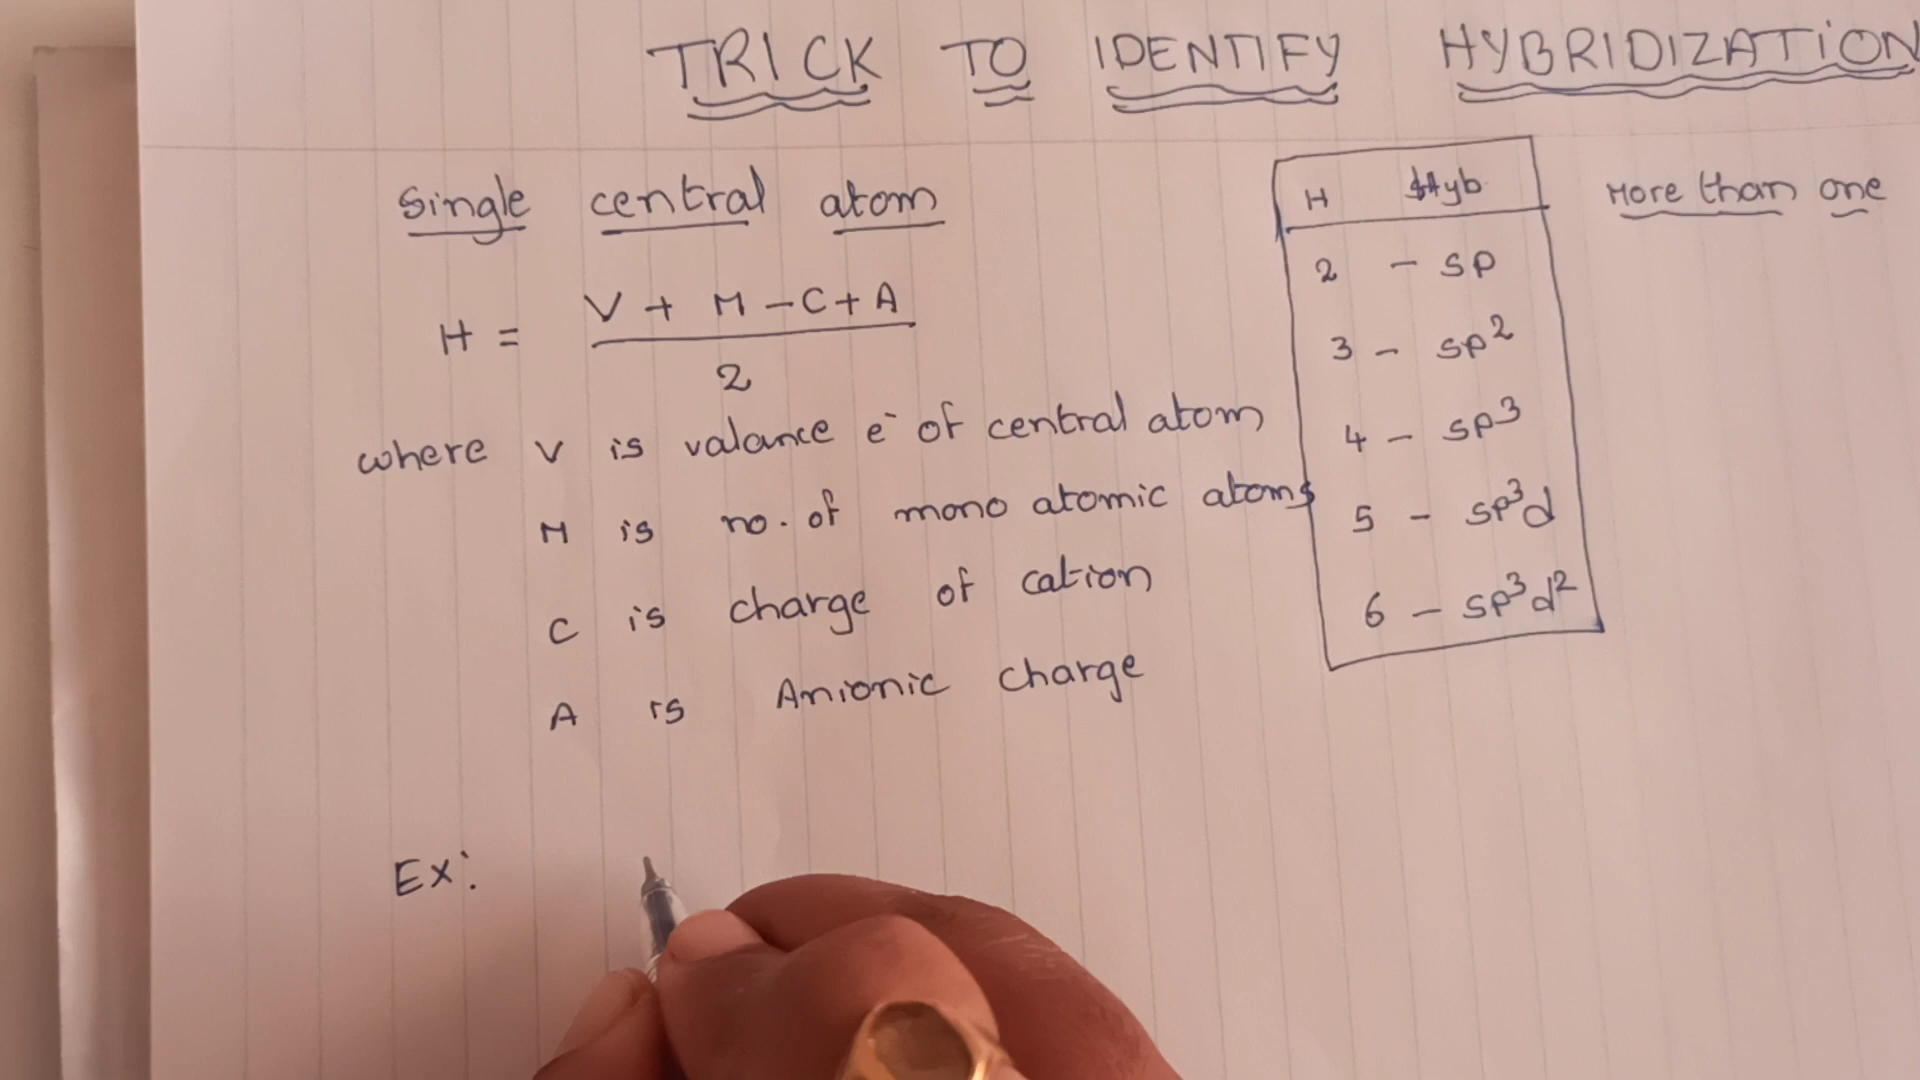 TRICK TO IDENTIFY HYBRIDIZATION
Single central atom
H = V + M - C + A
2
where V is valance e⁻ of central atom
M is no. of mono atomic atoms
C is charge of cation
A is Anionic charge
Ex:
H Hyb
2 - sp
3 - sp²
4 - sp³
5 - sp³d
6 - sp³d²
More than one